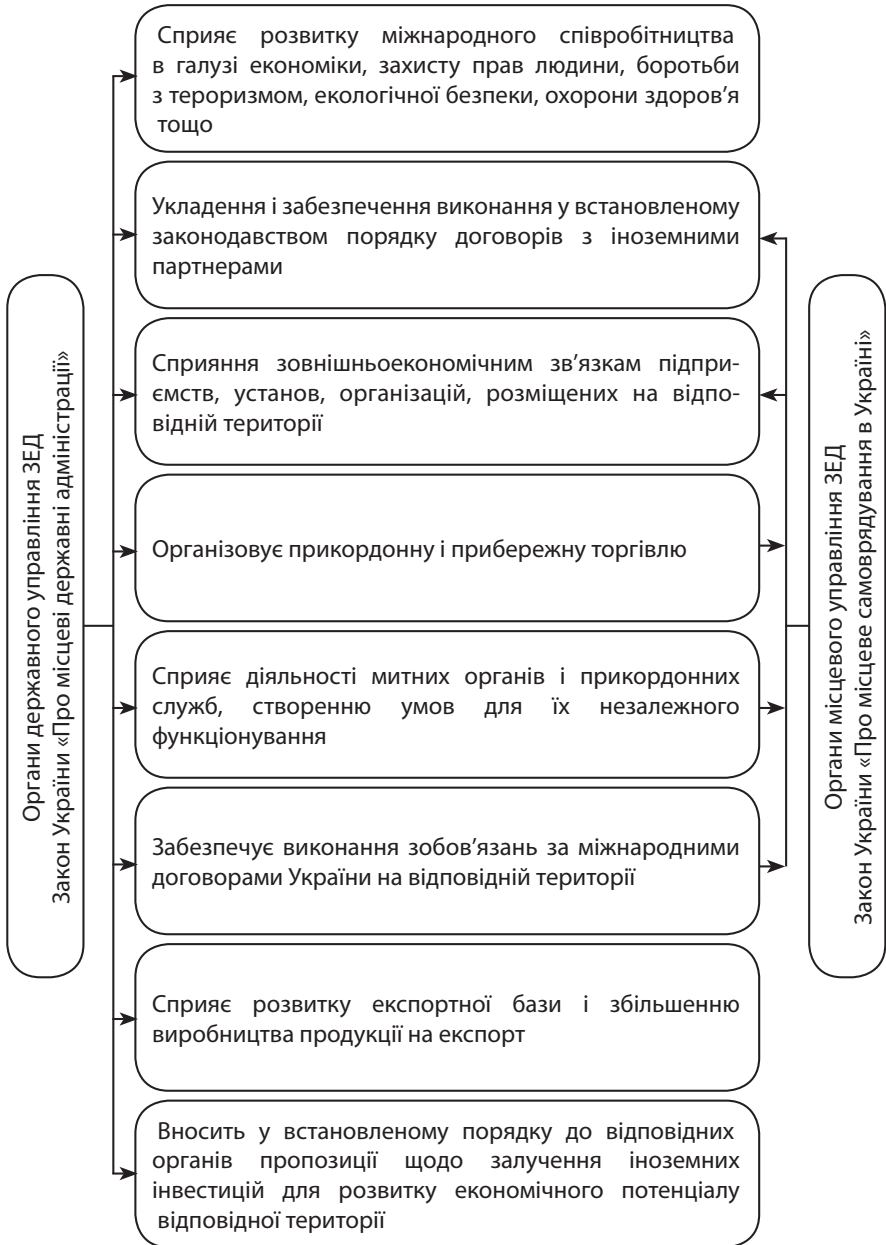 Сприяє розвитку міжнародного співробітництва
в галузі економіки, захисту прав людини, боротьби
з тероризмом, екологічної безпеки, охорони здоров'я
тощо
Укладення і забезпечення виконання у встановленому
законодавством порядку договорів з іноземними
партнерами
Сприяння зовнішньоекономічним зв'язкам підпри-
ємств, установ, організацій, розміщених на відпо-
відній території
Організовує прикордонну і прибережну торгівлю
Сприяє діяльності митних органів і прикордонних
служб, створенню умов для їх незалежного
функціонування
Забезпечує виконання зобов'язань за міжнародними
договорами України на відповідній території
Сприяє розвитку експортної бази і збільшенню
виробництва продукції на експорт
Вносить у встановленому порядку до відповідних
органів пропозиції щодо залучення іноземних
інвестицій для розвитку економічного потенціалу
відповідної території
Органи державного управління ЗЕД
Закон України «Про місцеві державні адміністрації»
Органи місцевого управління ЗЕД
Закон України «Про місцеве самоврядування в Україні»